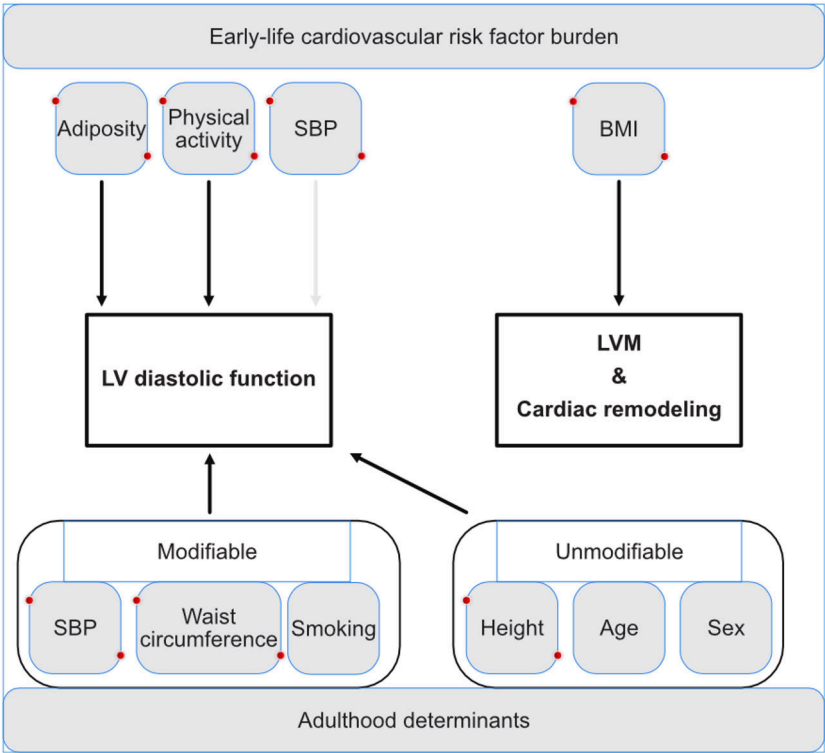 Early-life cardiovascular risk factor burden
Adiposity
Physical
activity
SBP
BMI
LV diastolic function
LVM
&
Cardiac remodeling
Modifiable
SBP
Waist
circumference
Smoking
Unmodifiable
Height
Age
Sex
Adulthood determinants